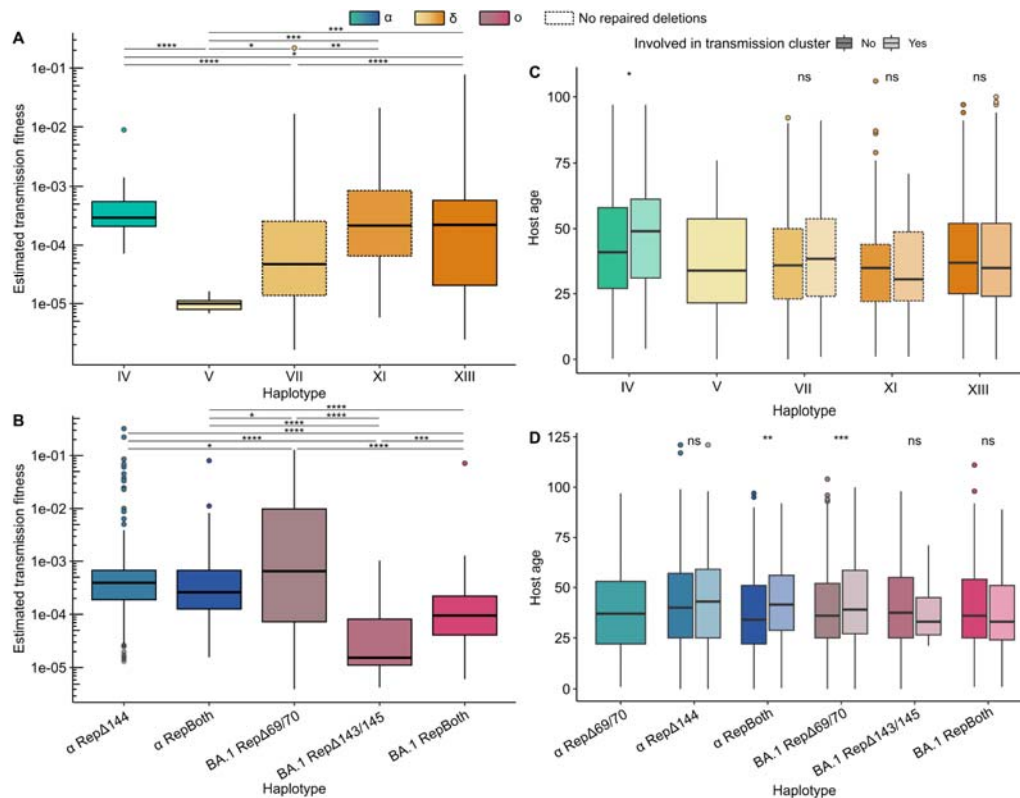 α δ o No repaired deletions
A
*** 
***
**** * **
*
**** ****
Estimated transmission fitness
1e-01
1e-02
1e-03
1e-04
1e-05
IV V VII XI XIII
Haplotype
Involved in transmission cluster No Yes
C
* ns ns ns
Host age
100
75
50
25
0
IV V VII XI XIII
Haplotype
B
****
* ****
****
****
**** ***
* ****
Estimated transmission fitness
1e-01
1e-02
1e-03
1e-04
1e-05
α RepΔ144 α RepBoth BA.1 RepΔ69/70 BA.1 RepΔ143/145 BA.1 RepBoth
Haplotype
D
ns ** *** ns ns
Host age
125
100
75
50
25
0
α RepΔ69/70 α RepΔ144 α RepBoth BA.1 RepΔ69/70 BA.1 RepΔ143/145 BA.1 RepBoth
Haplotype